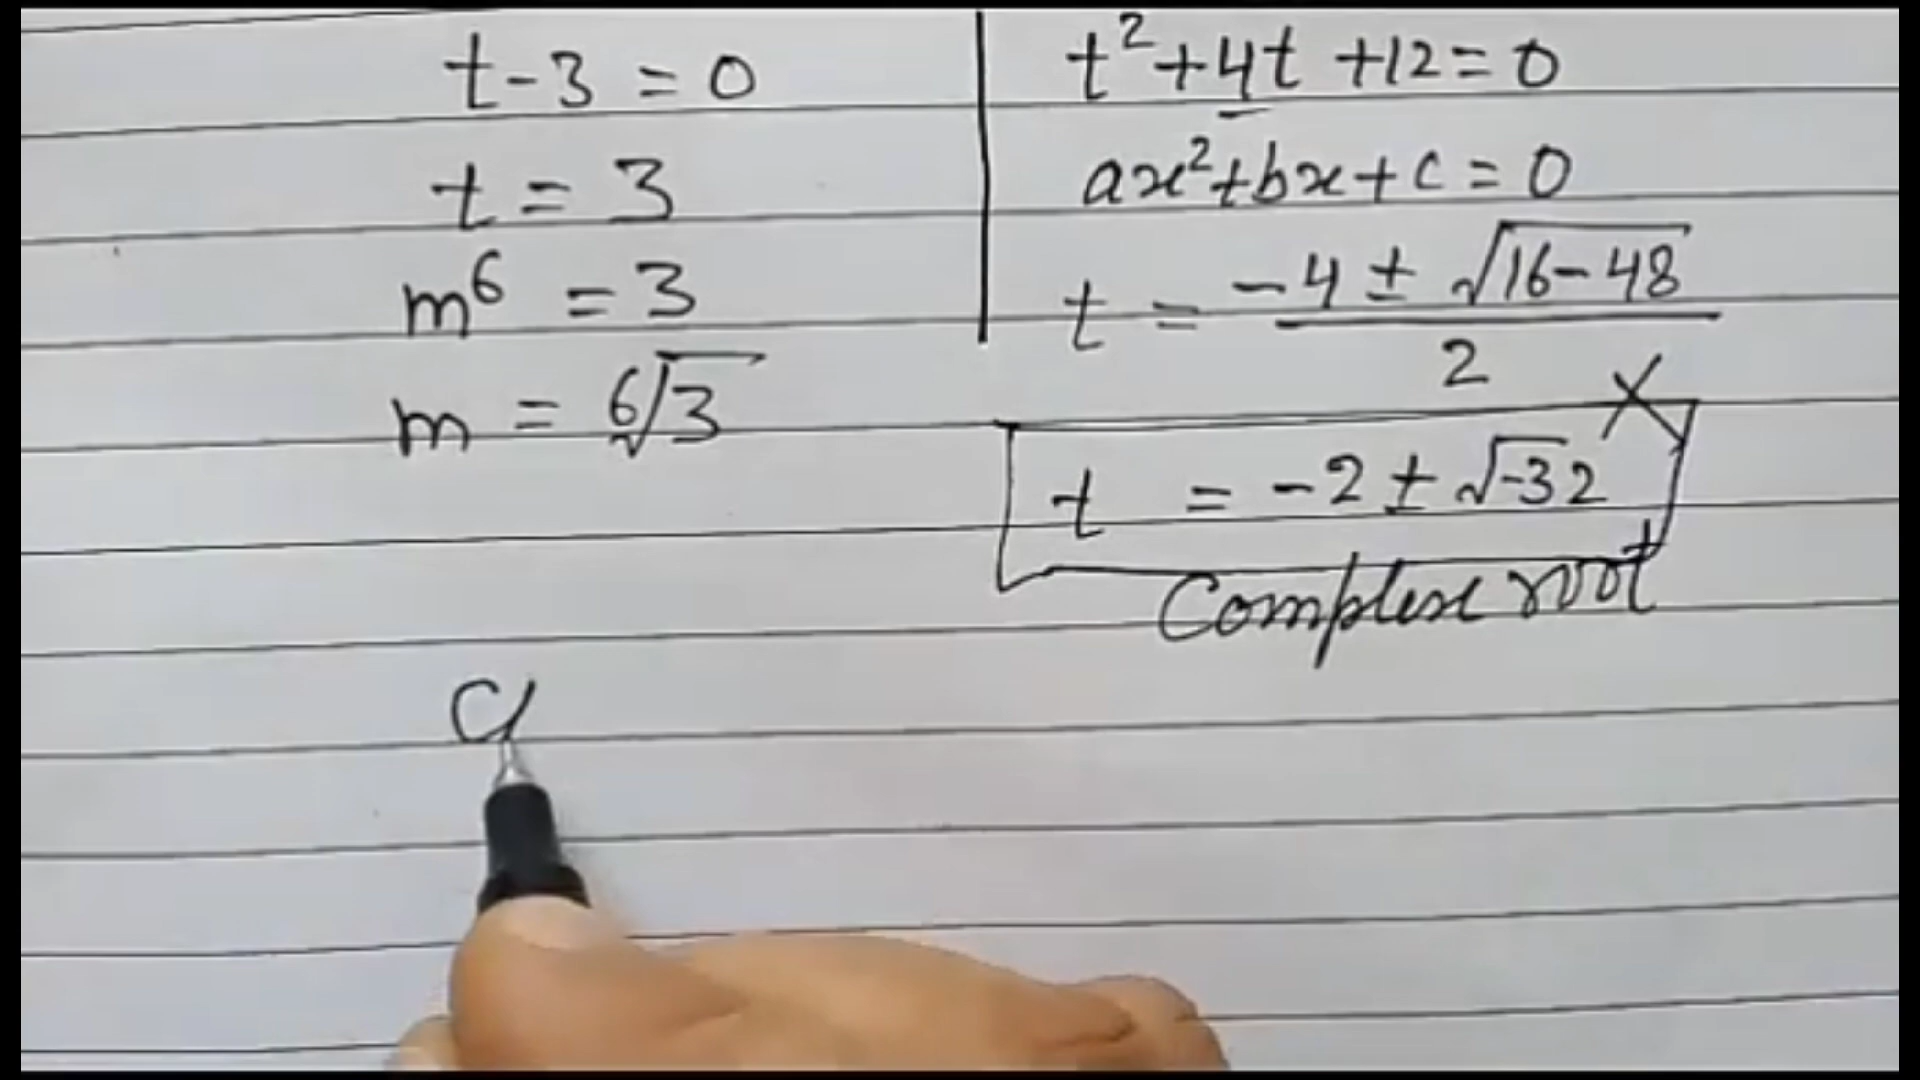 t - 3 = 0
t = 3
m⁶ = 3
m = ⁶√3
t² + 4t + 12 = 0
ax² + bx + c = 0
t = (-4 ± √(16 - 48)) / 2
t = -2 ± √-32
Complex root